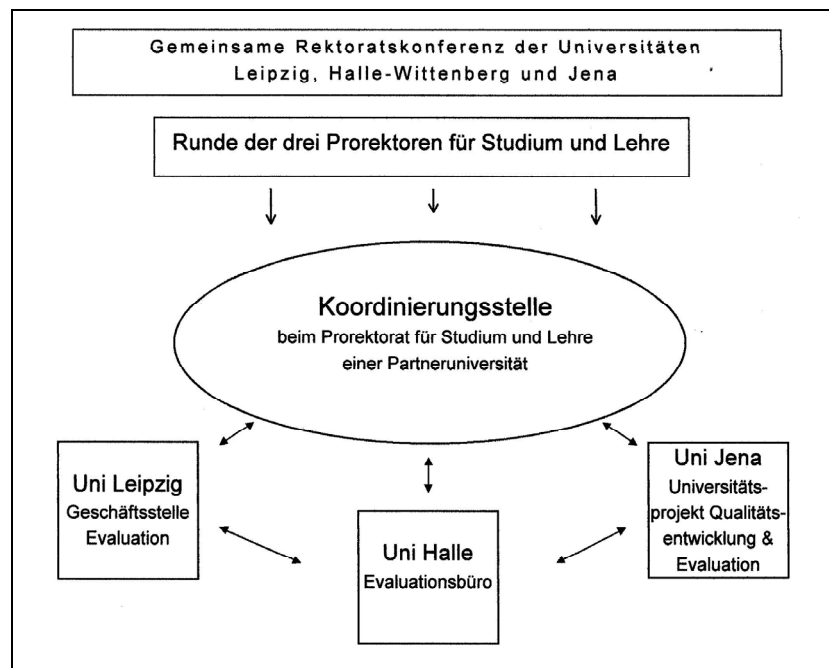 Gemeinsame Rektoratskonferenz der Universitäten
Leipzig, Halle-Wittenberg und Jena
Runde der drei Prorektoren für Studium und Lehre
Koordinierungsstelle
beim Prorektorat für Studium und Lehre
einer Partneruniversität
Uni Leipzig
Geschäftsstelle
Evaluation
Uni Halle
Evaluationsbüro
Uni Jena
Universitäts-
projekt Qualitäts-
entwicklung &
Evaluation